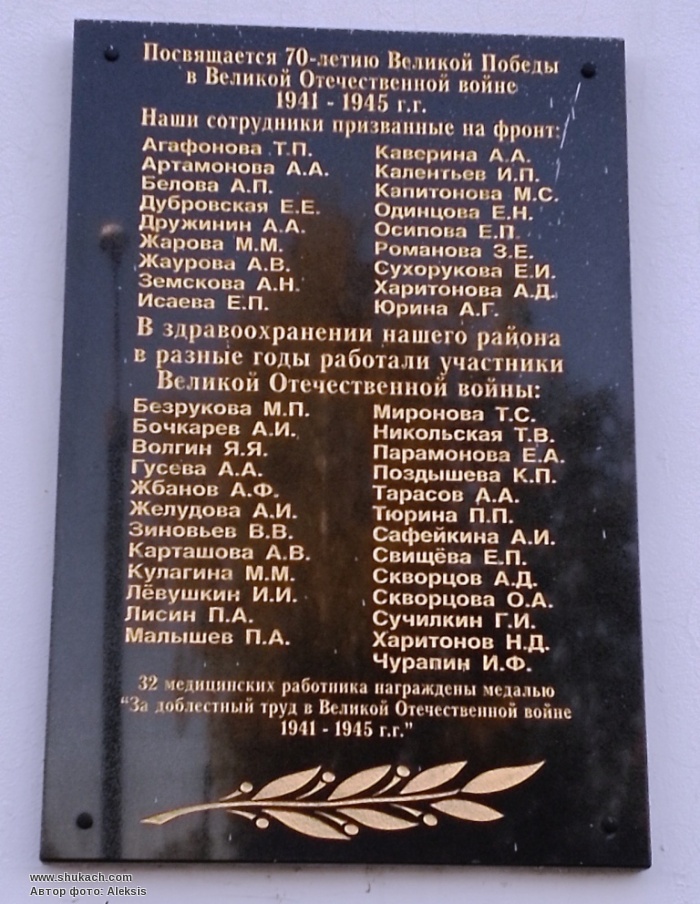 Посвящается 70-летию Великой Победы
в Великой Отечественной войне
1941 - 1945 г.г.
Наши сотрудники призванные на фронт:
Агафонова Т.П.
Артамонова А.А.
Белова А.П.
Дубровская Е.Е.
Дружинин А.А.
Жарова М.М.
Жаурова А.В.
Земскова А.Н.
Исаева Е.П.
Каверина А.А.
Калентьев И.П.
Капитонова М.С.
Одинцова Е.Н.
Осипова Е.П.
Романова З.Е.
Сухорукова Е.И.
Харитонова А.Д.
Юрина А.Г.
В здравоохранении нашего района
в разные годы работали участники
Великой Отечественной войны:
Безрукова М.П.
Бочкарев А.И.
Волгин Я.Я.
Гусева А.А.
Жбанов А.Ф.
Желудова А.И.
Зиновьев В.В.
Карташова А.В.
Кулагина М.М.
Лёвушкин И.И.
Лисин П.А.
Малышев П.А.
Миронова Т.С.
Никольская Т.В.
Парамонова Е.А.
Поздышева К.П.
Тарасов А.А.
Тюрина П.П.
Сафейкина А.И.
Свищёва Е.П.
Скворцов А.Д.
Скворцова О.А.
Сучилкин Г.И.
Харитонов Н.Д.
Чурапин И.Ф.
32 медицинских работника награждены медалью
"За доблестный труд в Великой Отечественной войне
1941 - 1945 г.г."
www.shukach.com
Автор фото: Aleksis